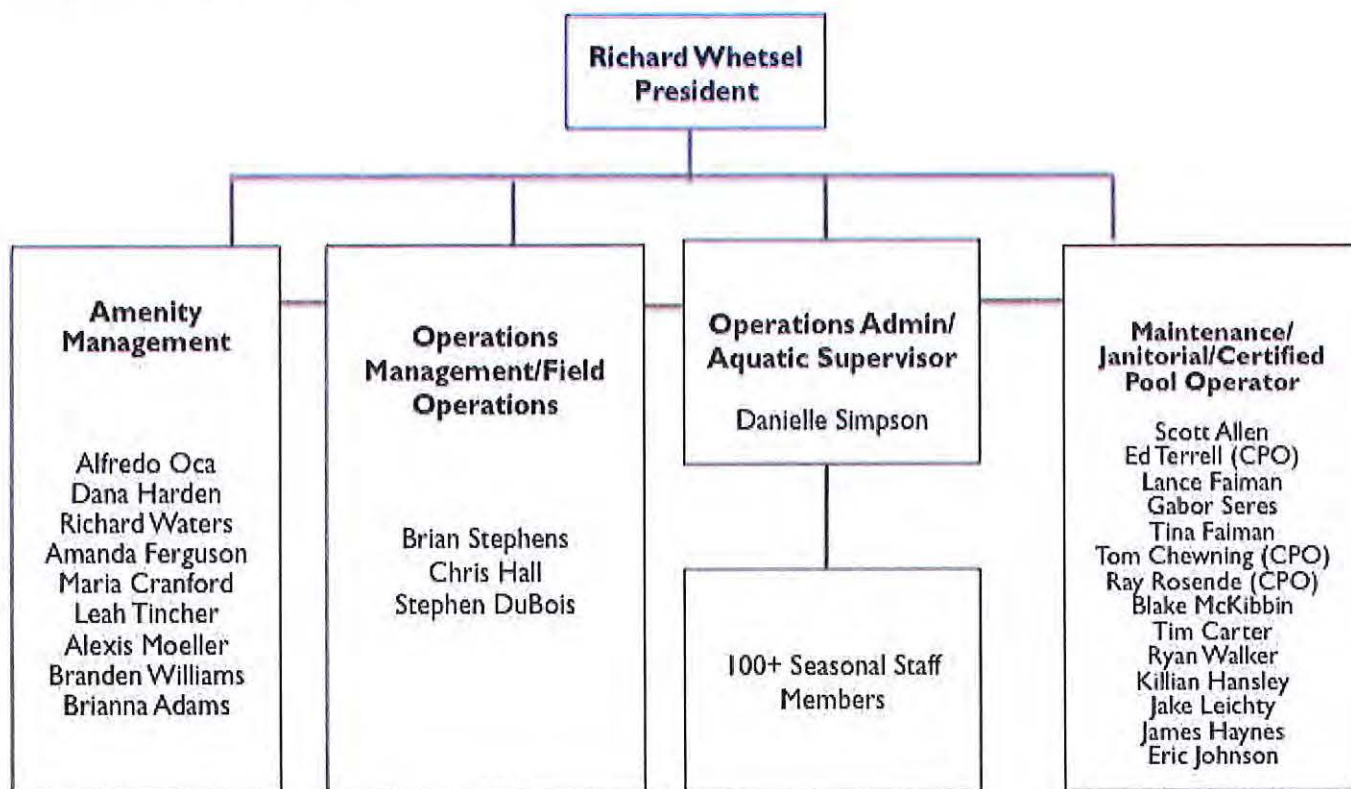 Richard Whetsel
President
Amenity
Management
Alfredo Oca
Dana Harden
Richard Waters
Amanda Ferguson
Maria Cranford
Leah Tincher
Alexis Moeller
Branden Williams
Brianna Adams
Operations
Management/Field
Operations
Brian Stephens
Chris Hall
Stephen DuBois
Operations Admin/
Aquatic Supervisor
Danielle Simpson
100+ Seasonal Staff
Members
Maintenance/
Janitorial/Certified
Pool Operator
Scott Allen
Ed Terrell (CPO)
Lance Faiman
Gabor Seres
Tina Faiman
Tom Chewning (CPO)
Ray Rosende (CPO)
Blake McKibbin
Tim Carter
Ryan Walker
Killian Hansley
Jake Leichty
James Haynes
Eric Johnson